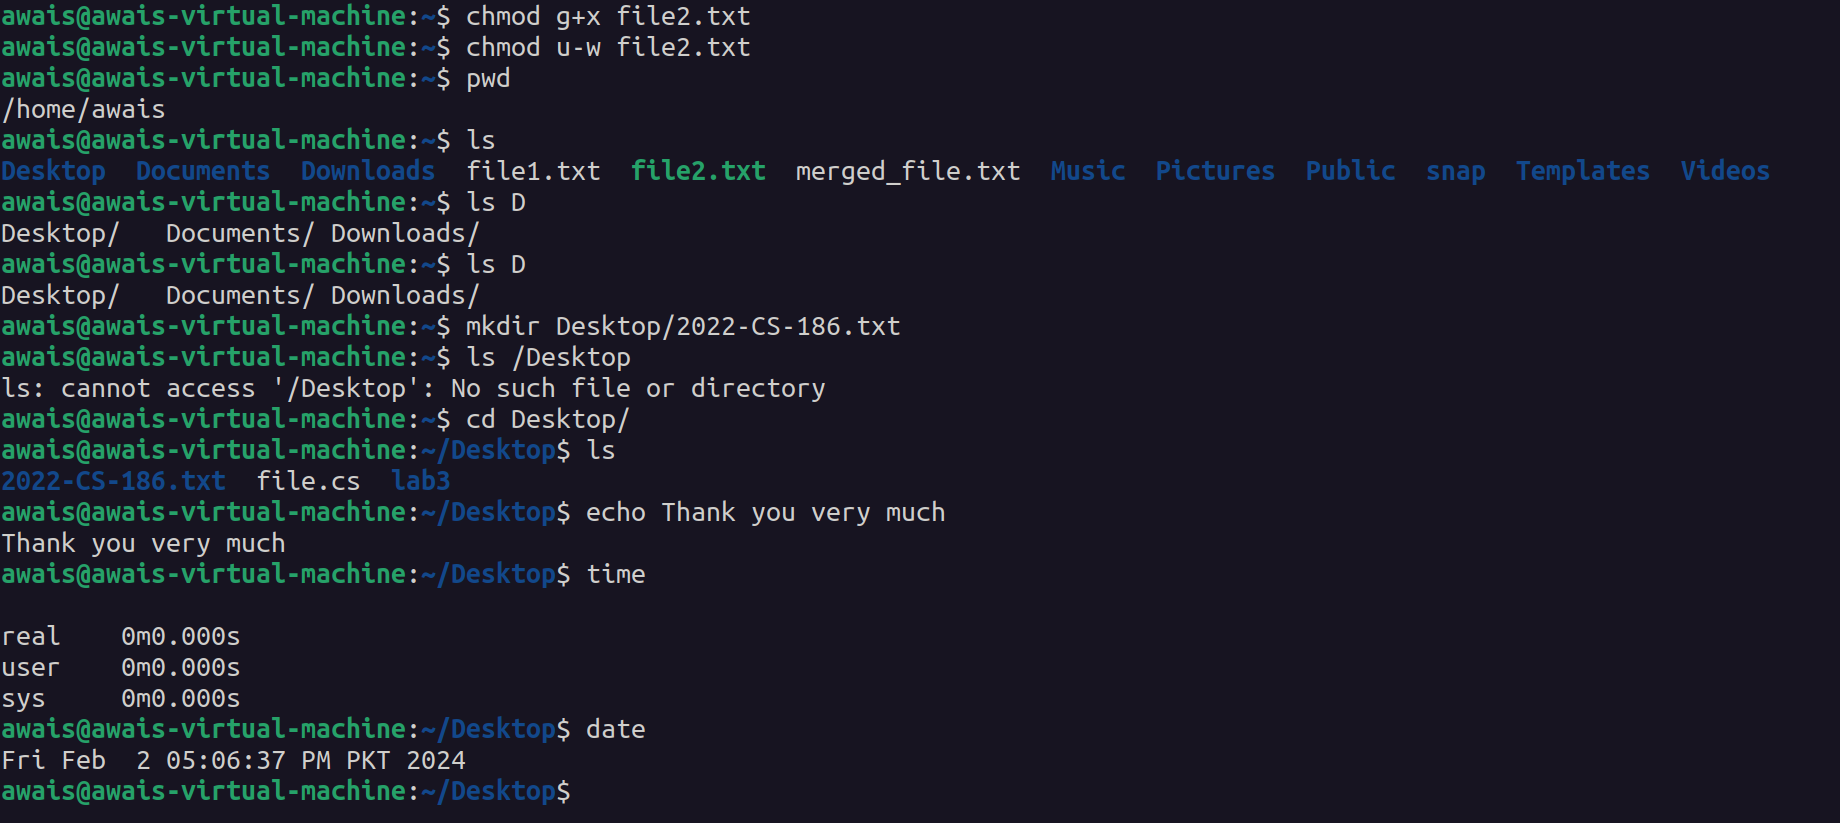 awais@awais-virtual-machine:~$ chmod g+x file2.txt
awais@awais-virtual-machine:~$ chmod u-w file2.txt
awais@awais-virtual-machine:~$ pwd
/home/awais
awais@awais-virtual-machine:~$ ls
Desktop  Documents  Downloads  file1.txt  file2.txt  merged_file.txt  Music  Pictures  Public  snap  Templates  Videos
awais@awais-virtual-machine:~$ ls D
Desktop/   Documents/ Downloads/
awais@awais-virtual-machine:~$ ls D
Desktop/   Documents/ Downloads/
awais@awais-virtual-machine:~$ mkdir Desktop/2022-CS-186.txt
awais@awais-virtual-machine:~$ ls /Desktop
ls: cannot access '/Desktop': No such file or directory
awais@awais-virtual-machine:~$ cd Desktop/
awais@awais-virtual-machine:~/Desktop$ ls
2022-CS-186.txt  file.cs  lab3
awais@awais-virtual-machine:~/Desktop$ echo Thank you very much
Thank you very much
awais@awais-virtual-machine:~/Desktop$ time

real    0m0.000s
user    0m0.000s
sys     0m0.000s
awais@awais-virtual-machine:~/Desktop$ date
Fri Feb  2 05:06:37 PM PKT 2024
awais@awais-virtual-machine:~/Desktop$